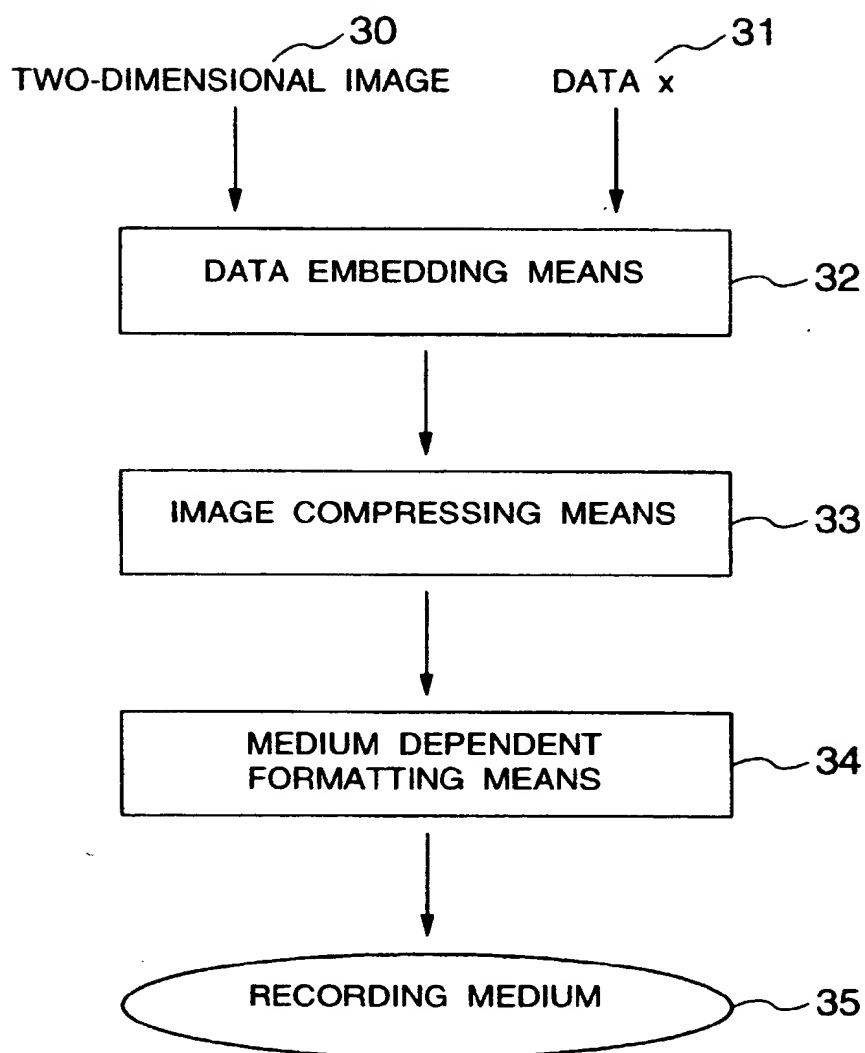 30
31
TWO-DIMENSIONAL IMAGE
DATA x
DATA EMBEDDING MEANS
32
IMAGE COMPRESSING MEANS
33
MEDIUM DEPENDENT
FORMATTING MEANS
34
RECORDING MEDIUM
35